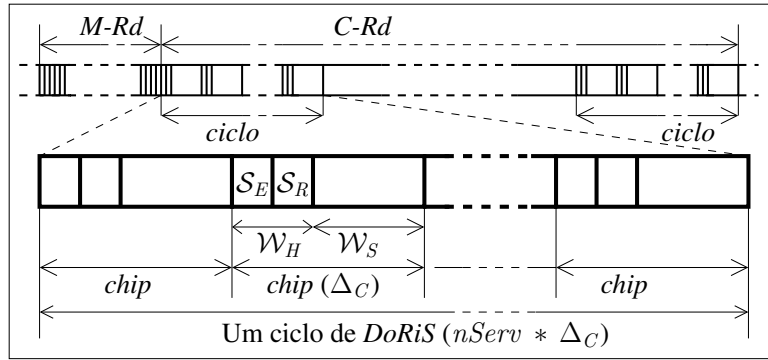 M-Rd C-Rd
ciclo ciclo
S_E S_R
W_H W_S
chip chip (Δ_C) chip
Um ciclo de DoRiS (nServ * Δ_C)